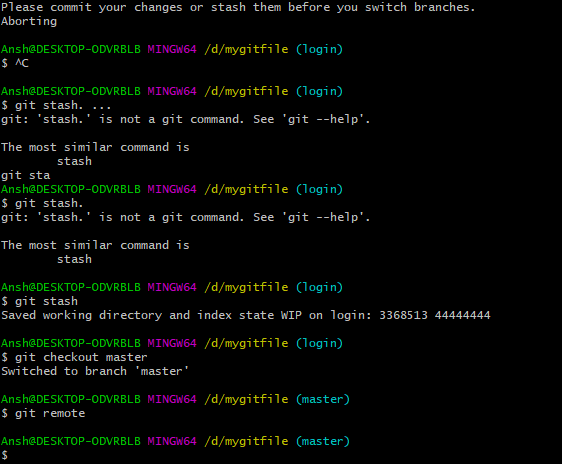 Please commit your changes or stash them before you switch branches.
Aborting
Ansh@DESKTOP-ODVRBLB MINGW64 /d/mygitfile (login)
$ ^C
Ansh@DESKTOP-ODVRBLB MINGW64 /d/mygitfile (login)
$ git stash. ...
git: 'stash.' is not a git command. See 'git --help'.
The most similar command is
stash
git sta
Ansh@DESKTOP-ODVRBLB MINGW64 /d/mygitfile (login)
$ git stash.
git: 'stash.' is not a git command. See 'git --help'.
The most similar command is
stash
Ansh@DESKTOP-ODVRBLB MINGW64 /d/mygitfile (login)
$ git stash
Saved working directory and index state WIP on login: 3368513 44444444
Ansh@DESKTOP-ODVRBLB MINGW64 /d/mygitfile (login)
$ git checkout master
Switched to branch 'master'
Ansh@DESKTOP-ODVRBLB MINGW64 /d/mygitfile (master)
$ git remote
Ansh@DESKTOP-ODVRBLB MINGW64 /d/mygitfile (master)
$